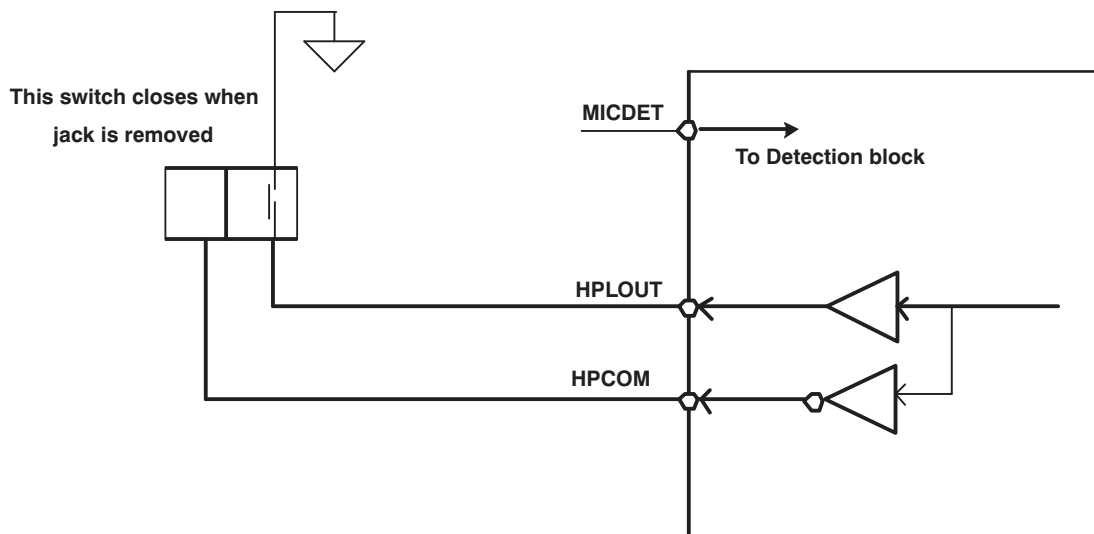 This switch closes when
jack is removed
MICDET
To Detection block
HPLOUT
HPCOM